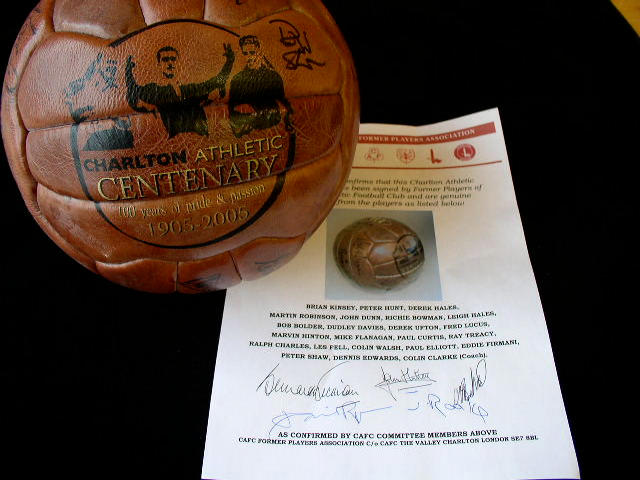 CHARLTON ATHLETIC
CENTENARY
100 years of pride & passion
1905-2005
FORMER PLAYERS ASSOCIATION
confirms that this Charlton Athletic
been signed by Former Players of
Football Club and are genuine
from the players as listed below
BRIAN KINSEY, PETER HUNT, DEREK HALES,
MARTIN ROBINSON, JOHN DUNN, RICHIE BOWMAN, LEIGH HALES,
BOB BOLDER, DUDLEY DAVIES, DEREK UFTON, FRED LUCUS,
MARVIN HINTON, MIKE FLANAGAN, PAUL CURTIS, RAY TREACY,
RALPH CHARLES, LES FELL, COLIN WALSH, PAUL ELLIOTT, EDDIE FIRMANI,
PETER SHAW, DENNIS EDWARDS, COLIN CLARKE (Coach).
AS CONFIRMED BY CAFC COMMITTEE MEMBERS ABOVE
CAFC FORMER PLAYERS ASSOCIATION C/o CAFC THE VALLEY CHARLTON LONDON SE7 8BL